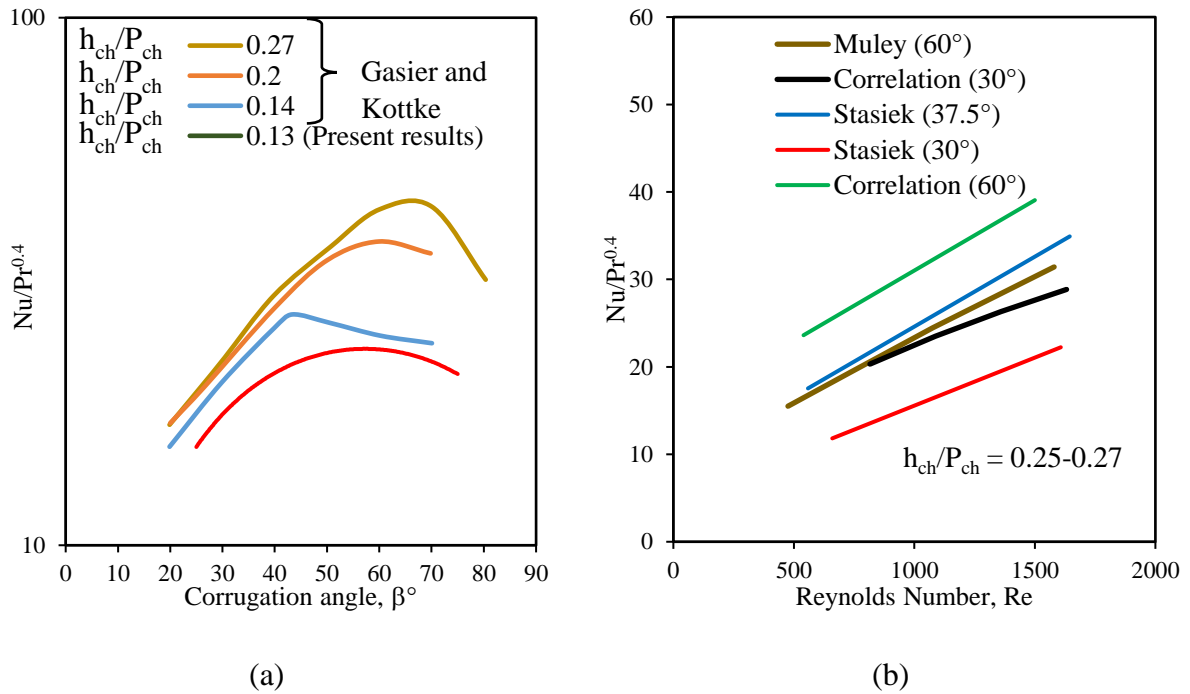 100
h_ch/P_ch 0.27
h_ch/P_ch 0.2
h_ch/P_ch 0.14
h_ch/P_ch 0.13 (Present results)
Gasier and
Kottke
Nu/Pr^0.4
10
0 10 20 30 40 50 60 70 80 90
Corrugation angle, β°
(a)
60
50
40
30
20
10
0
Muley (60°)
Correlation (30°)
Stasiek (37.5°)
Stasiek (30°)
Correlation (60°)
Nu/Pr^0.4
h_ch/P_ch = 0.25-0.27
0 500 1000 1500 2000
Reynolds Number, Re
(b)